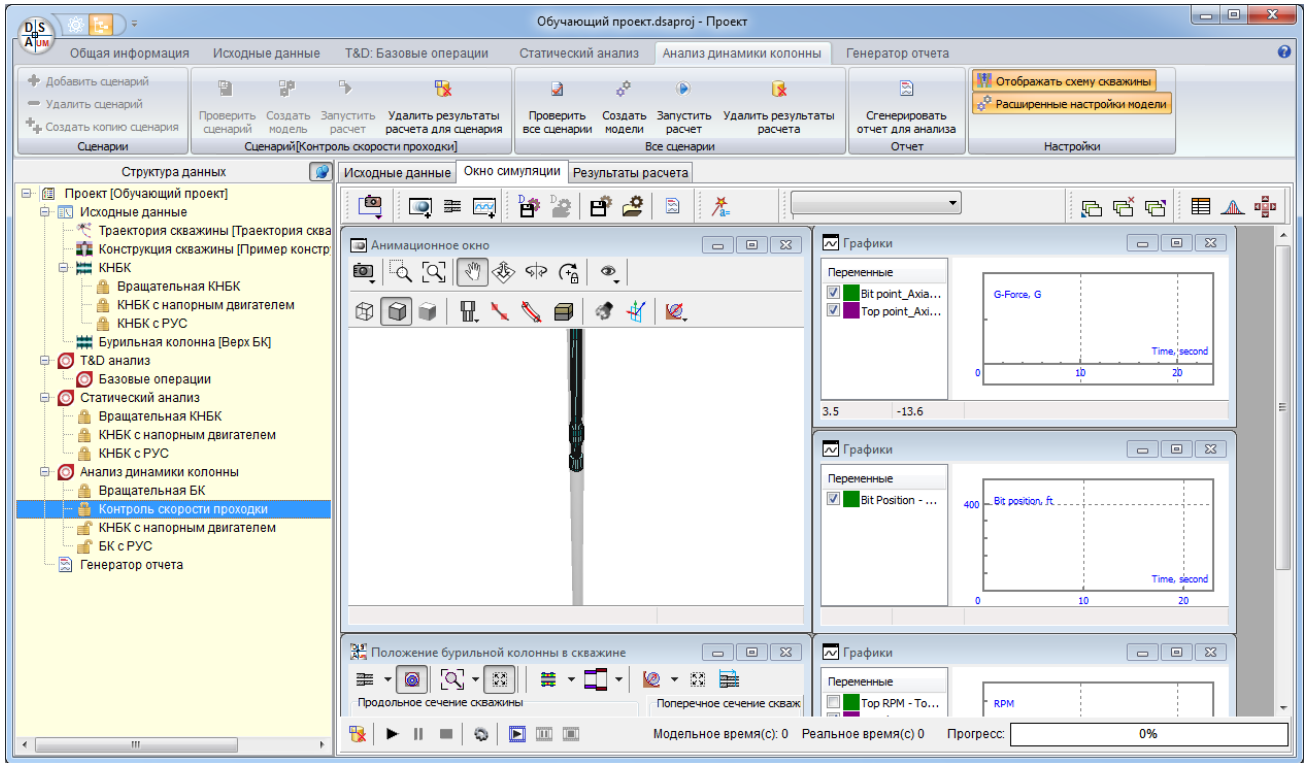 Обучающий проект.dsaproj - Проект
D S
A UM
Общая информация Исходные данные T&D: Базовые операции Статический анализ Анализ динамики колонны Генератор отчета
Добавить сценарий
Удалить сценарий
Создать копию сценария
Сценарии
Проверить сценарий
Создать модель
Запустить расчет
Удалить результаты расчета для сценария
Сценарий[Контроль скорости проходки]
Проверить все сценарии
Создать модели
Запустить расчет
Удалить результаты расчета
Все сценарии
Сгенерировать отчет для анализа
Отчет
Отображать схему скважины
Расширенные настройки модели
Настройки
Структура данных
Проект [Обучающий проект]
Исходные данные
Траектория скважины [Траектория сква
Конструкция скважины [Пример констру
КНБК
Вращательная КНБК
КНБК с напорным двигателем
КНБК с РУС
Бурильная колонна [Верх БК]
T&D анализ
Базовые операции
Статический анализ
Вращательная КНБК
КНБК с напорным двигателем
КНБК с РУС
Анализ динамики колонны
Вращательная БК
Контроль скорости проходки
КНБК с напорным двигателем
БК с РУС
Генератор отчета
Исходные данные Окно симуляции Результаты расчета
Анимационное окно
Графики
Переменные
Bit point_Axia...
Top point_Axi...
G-Force, G
Time, second
0 10 20
3.5 -13.6
Графики
Переменные
Bit Position - ...
400
Bit position, ft
Time, second
0 10 20
Положение бурильной колонны в скважине
Продольное сечение скважины
Поперечное сечение скваж
Графики
Переменные
Top RPM - To...
RPM
Модельное время(с): 0 Реальное время(с) 0 Прогресс: 0%